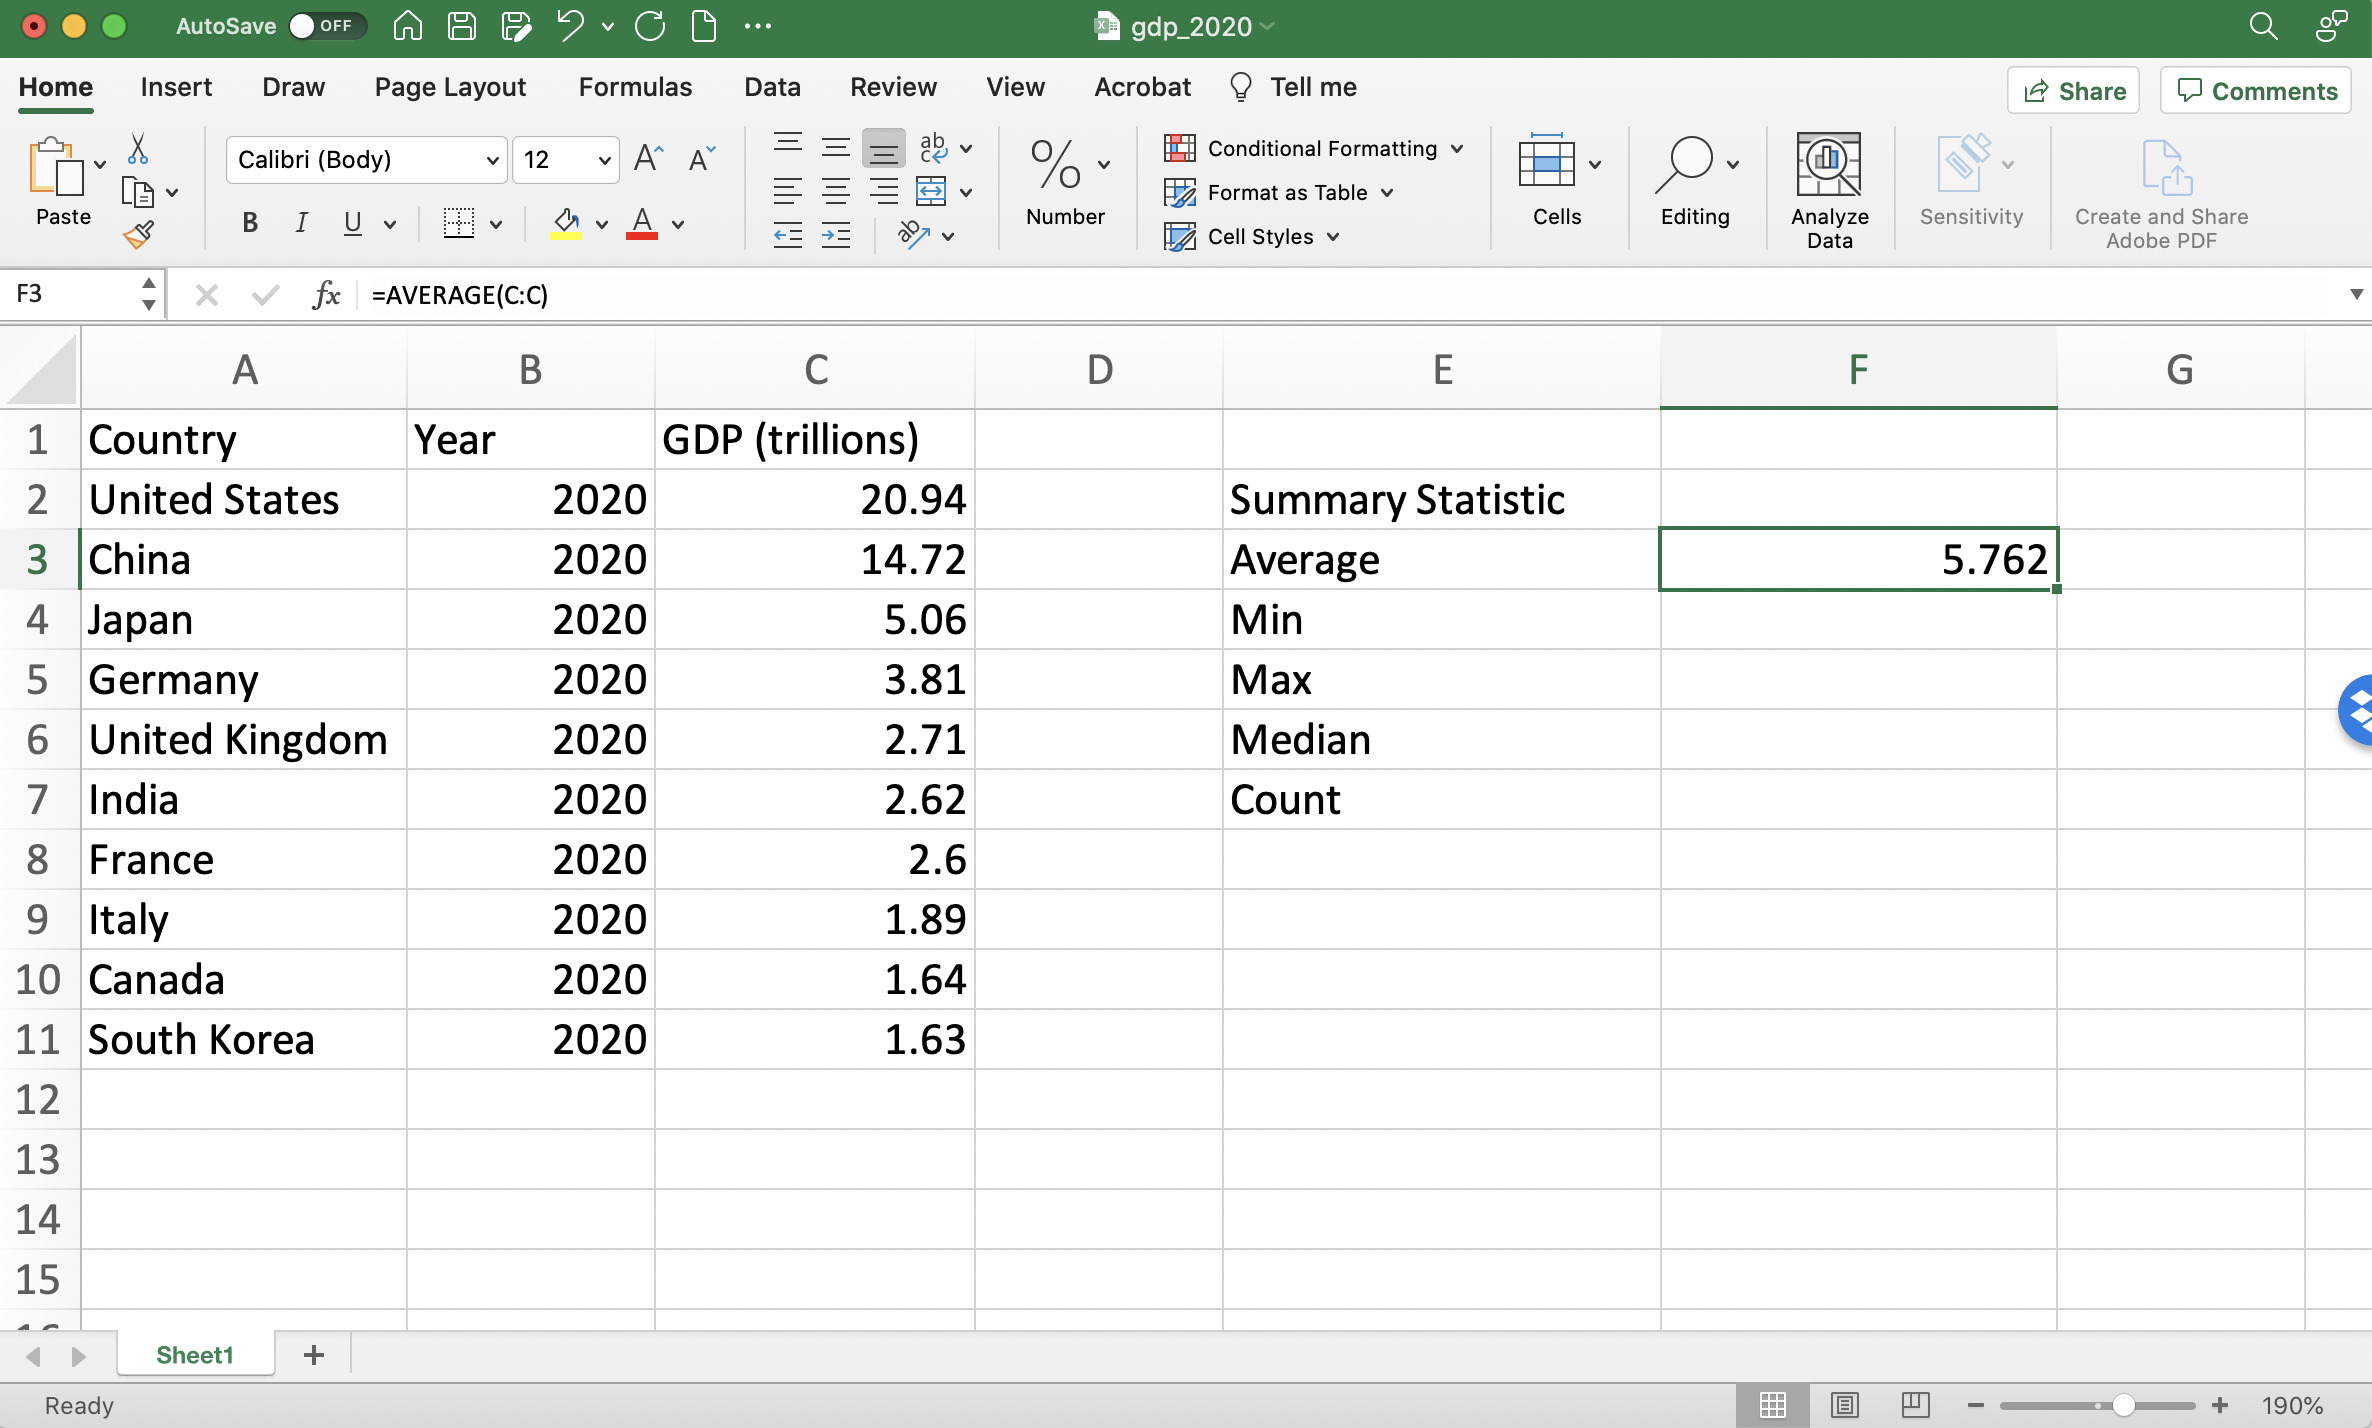 AutoSave OFF gdp_2020
Home Insert Draw Page Layout Formulas Data Review View Acrobat Tell me Share Comments
Paste Calibri (Body) 12 A A ab c % Number Conditional Formatting Cells Editing Analyze Data Sensitivity Create and Share Adobe PDF
Format as Table
B I U A ab Cell Styles
F3 fx =AVERAGE(C:C)
A B C D E F G
1 Country Year GDP (trillions)
2 United States 2020 20.94 Summary Statistic
3 China 2020 14.72 Average 5.762
4 Japan 2020 5.06 Min
5 Germany 2020 3.81 Max
6 United Kingdom 2020 2.71 Median
7 India 2020 2.62 Count
8 France 2020 2.6
9 Italy 2020 1.89
10 Canada 2020 1.64
11 South Korea 2020 1.63
12
13
14
15
Sheet1 +
Ready − + 190%